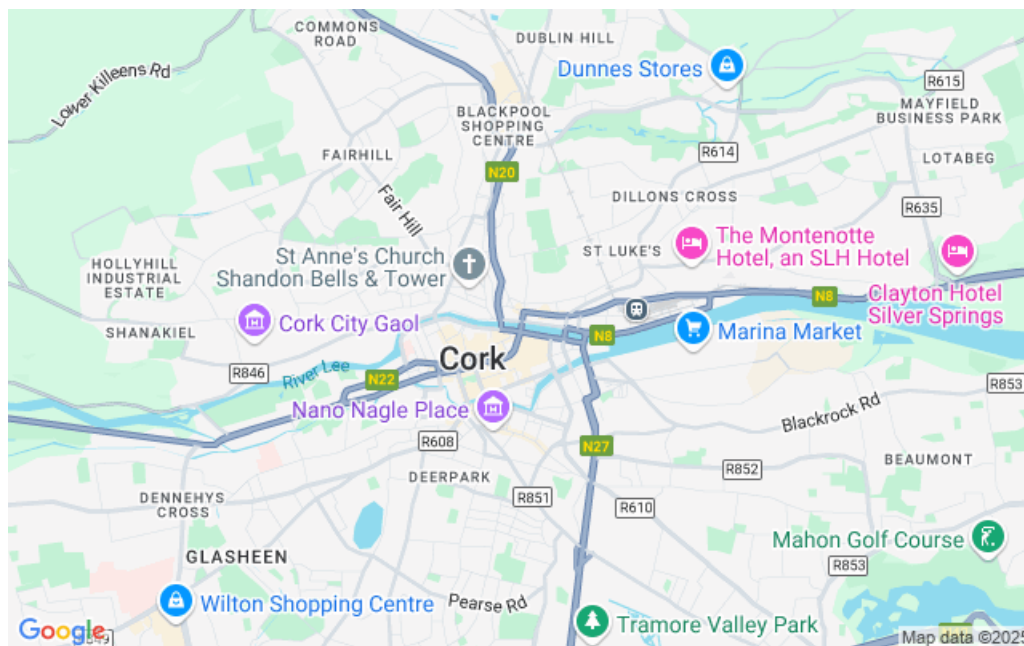 COMMONS
ROAD
DUBLIN HILL
Dunnes Stores
Lower Killeens Rd
R615
MAYFIELD
BUSINESS PARK
BLACKPOOL
SHOPPING
CENTRE
FAIRHILL
R614
LOTABEG
N20
Fair Hill
DILLONS CROSS
R635
St Anne's Church
Shandon Bells & Tower
ST LUKE'S
The Montenotte
Hotel, an SLH Hotel
HOLLYHILL
INDUSTRIAL
ESTATE
Clayton Hotel
Silver Springs
N8
SHANAKIEL
Cork City Gaol
N8
Marina Market
Cork
River Lee
R846
N22
R853
Nano Nagle Place
Blackrock Rd
R608
N27
R852
BEAUMONT
DEERPARK
DENNEHYS
CROSS
R851
R610
GLASHEEN
Mahon Golf Course
R853
Wilton Shopping Centre
Pearse Rd
Tramore Valley Park
Google
Map data ©2025